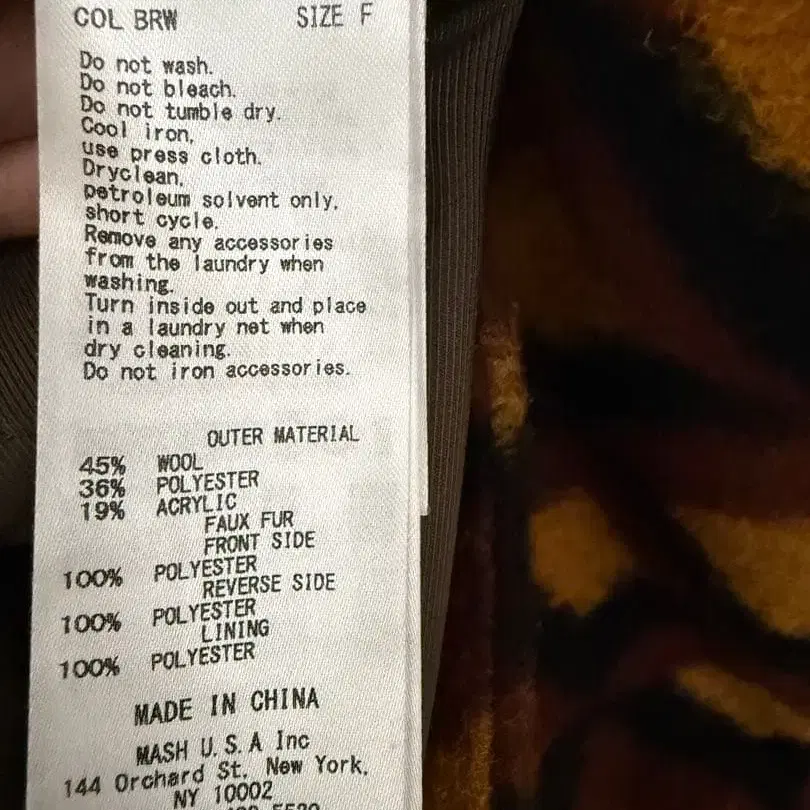 COL BRW SIZE F
Do not wash.
Do not bleach.
Do not tumble dry.
Cool iron,
use press cloth.
Dryclean,
petroleum solvent only,
short cycle.
Remove any accessories
from the laundry when
washing.
Turn inside out and place
in a laundry net when
dry cleaning.
Do not iron accessories.
OUTER MATERIAL
45% WOOL
36% POLYESTER
19% ACRYLIC
FAUX FUR
FRONT SIDE
100% POLYESTER
REVERSE SIDE
100% POLYESTER
LINING
100% POLYESTER
MADE IN CHINA
MASH U.S.A Inc
144 Orchard St. New York,
NY 10002